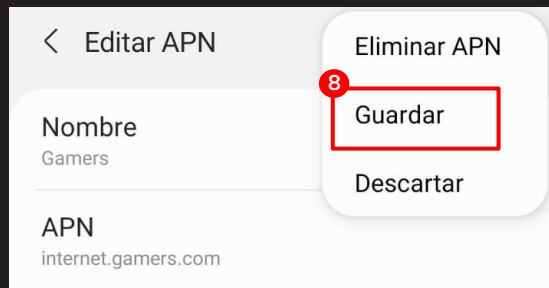 Editar APN
Eliminar APN
8
Guardar
Descartar
Nombre
Gamers
APN
internet.gamers.com